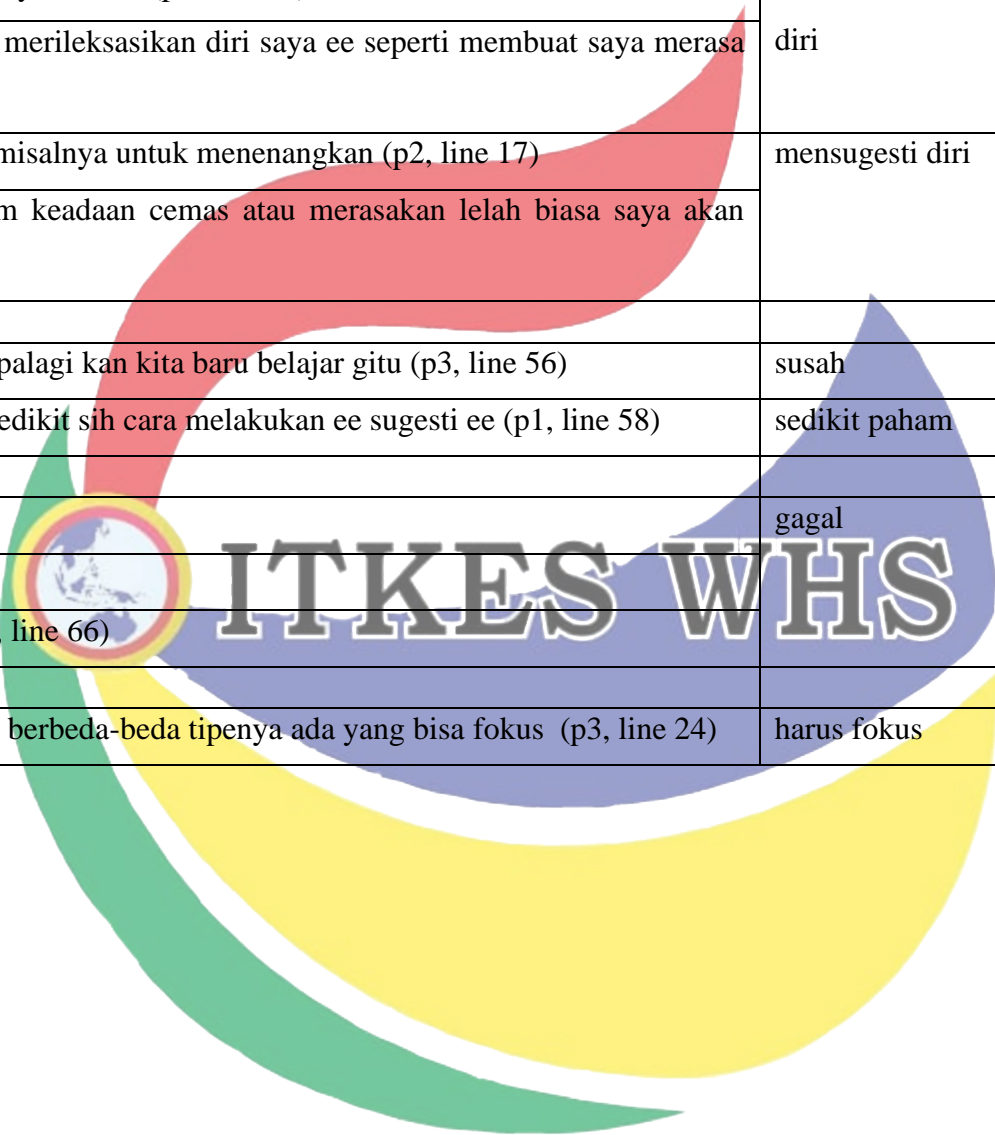 merileksasikan diri saya ee seperti membuat saya merasa diri
misalnya untuk menenangkan (p2, line 17) mensugesti diri
keadaan cemas atau merasakan lelah biasa saya akan
kan kita baru belajar gitu (p3, line 56) susah
sih cara melakukan ee sugesti ee (p1, line 58) sedikit paham
gagal
ITKES WHS
line 66)
berbeda-beda tipenya ada yang bisa fokus (p3, line 24) harus fokus